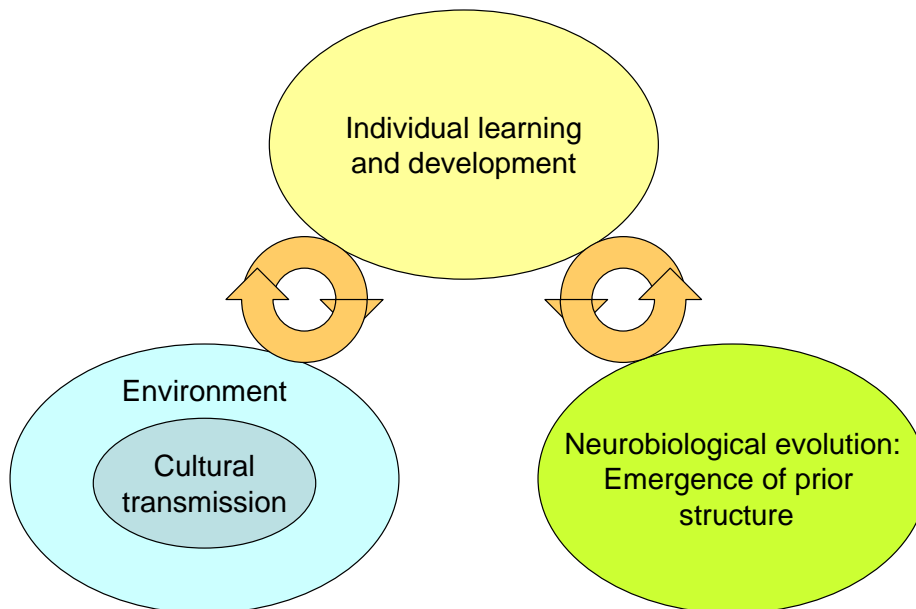 Individual learning
and development
Environment
Cultural
transmission
Neurobiological evolution:
Emergence of prior
structure